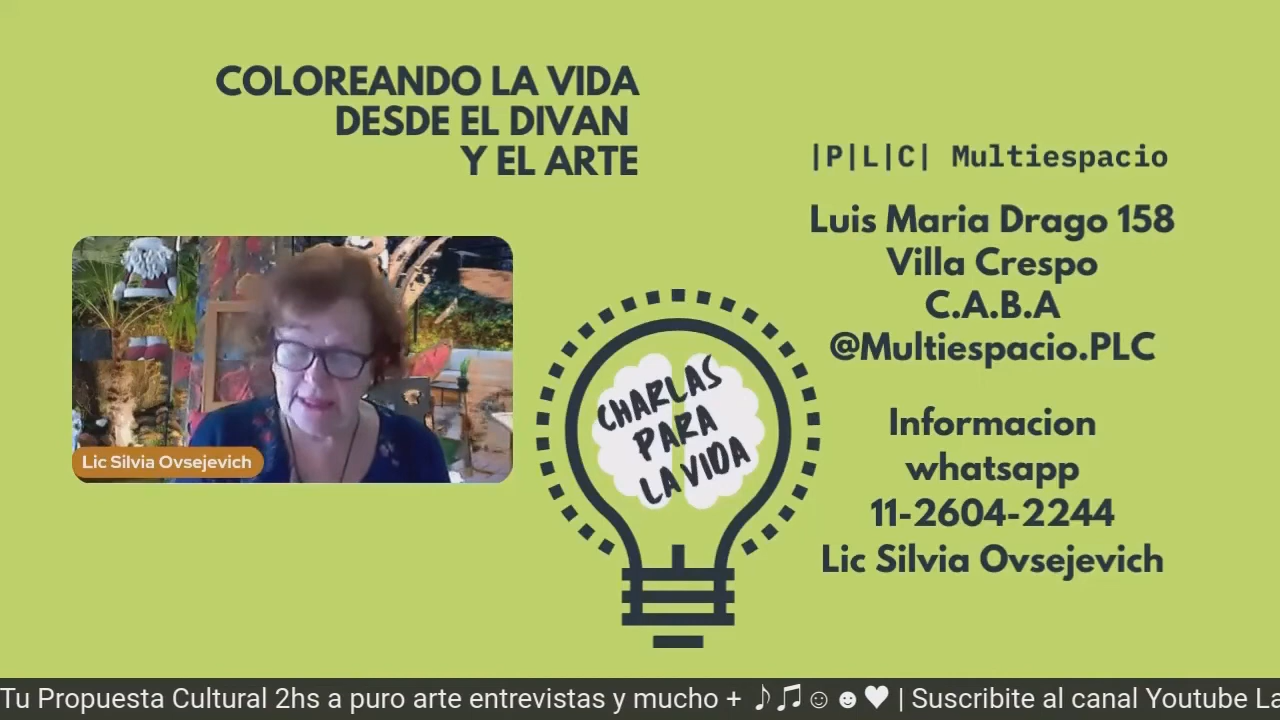 COLOREANDO LA VIDA
DESDE EL DIVAN
Y EL ARTE
|P|L|C| Multiespacio
Luis Maria Drago 158
Villa Crespo
C.A.B.A
@Multiespacio.PLC
Informacion
whatsapp
11-2604-2244
Lic Silvia Ovsejevich
CHARLAS
PARA
LA VIDA
Lic Silvia Ovsejevich
Tu Propuesta Cultural 2hs a puro arte entrevistas y mucho + ♪♫☺☻♥ | Suscribite al canal Youtube La